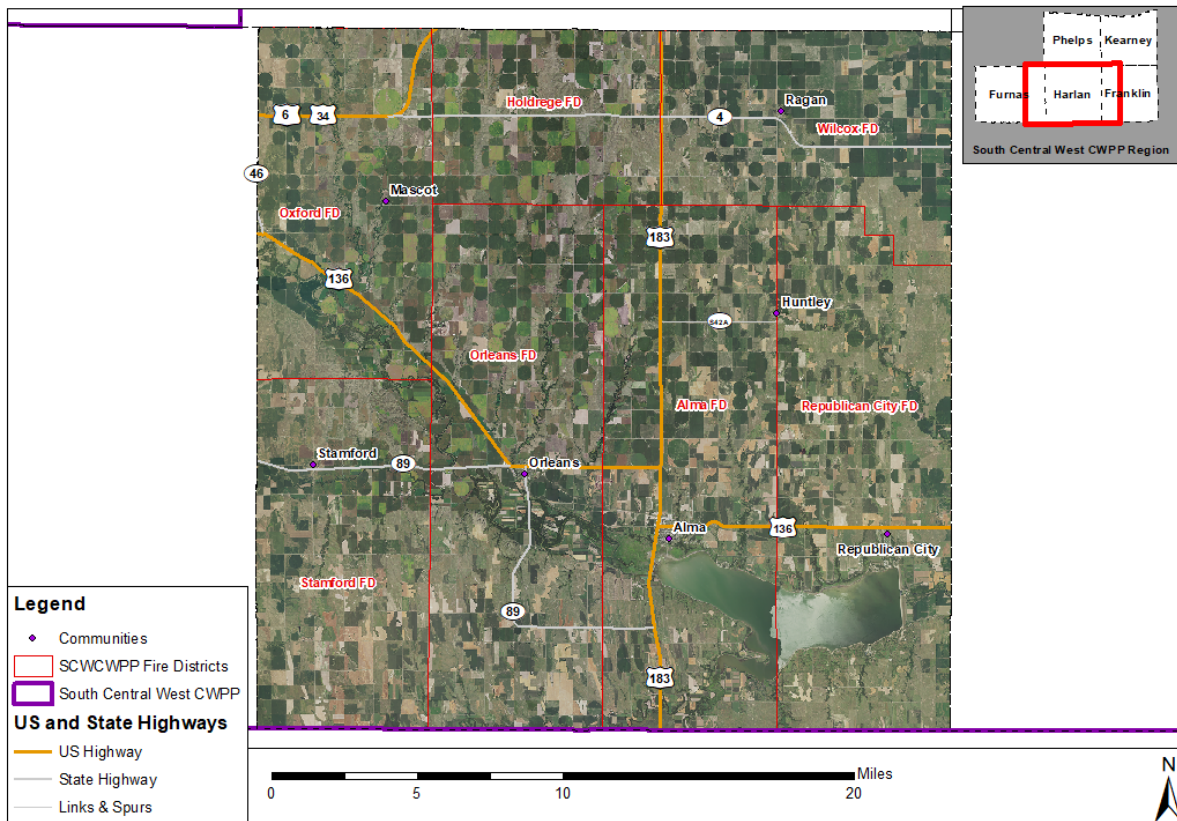 Phelps
Kearney
Furnas
Harlan
Franklin
South Central West CWPP Region
6
34
Holdrege FD
4
Ragan
Wilcox FD
46
Mascot
Oxford FD
183
136
Huntley
S42A
Orleans FD
Alma FD
Republican City FD
Stamford
89
Orleans
Alma
136
Republican City
Stamford FD
89
183
Legend
Communities
SCWCWPP Fire Districts
South Central West CWPP
US and State Highways
US Highway
State Highway
Links & Spurs
Miles
0
5
10
20
N